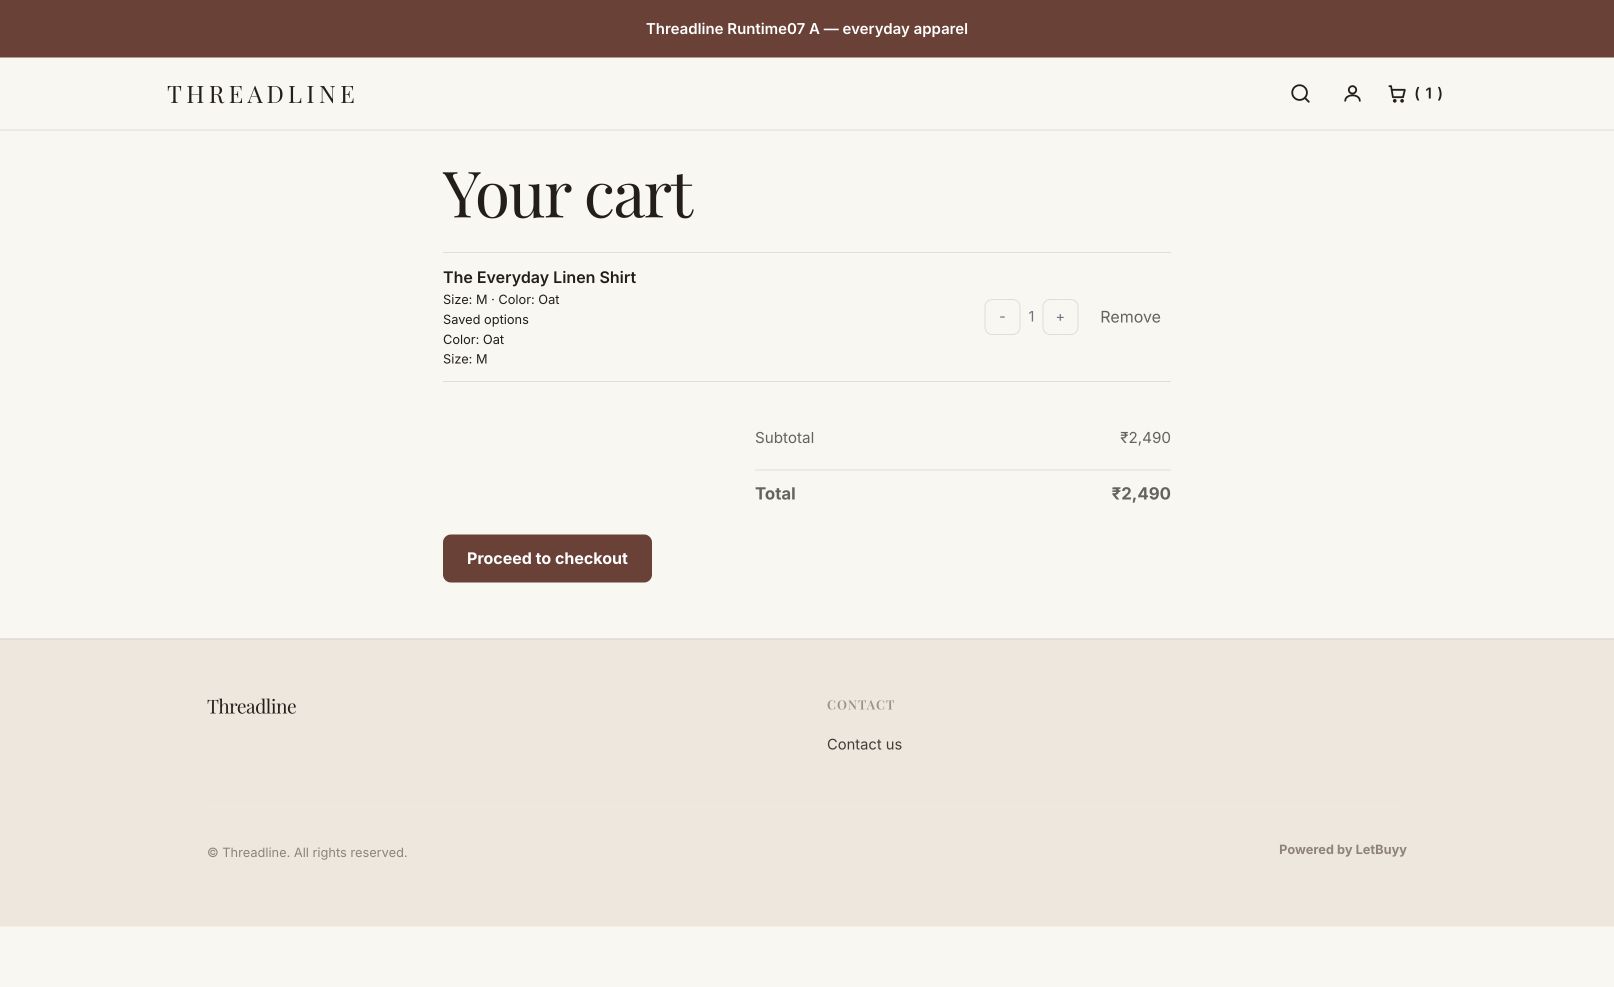 Threadline Runtime07 A — everyday apparel
THREADLINE
( 1 )
Your cart
The Everyday Linen Shirt
Size: M · Color: Oat
Saved options
Color: Oat
Size: M
- 1 + Remove
Subtotal ₹2,490
Total ₹2,490
Proceed to checkout
Threadline
CONTACT
Contact us
© Threadline. All rights reserved.
Powered by LetBuyy